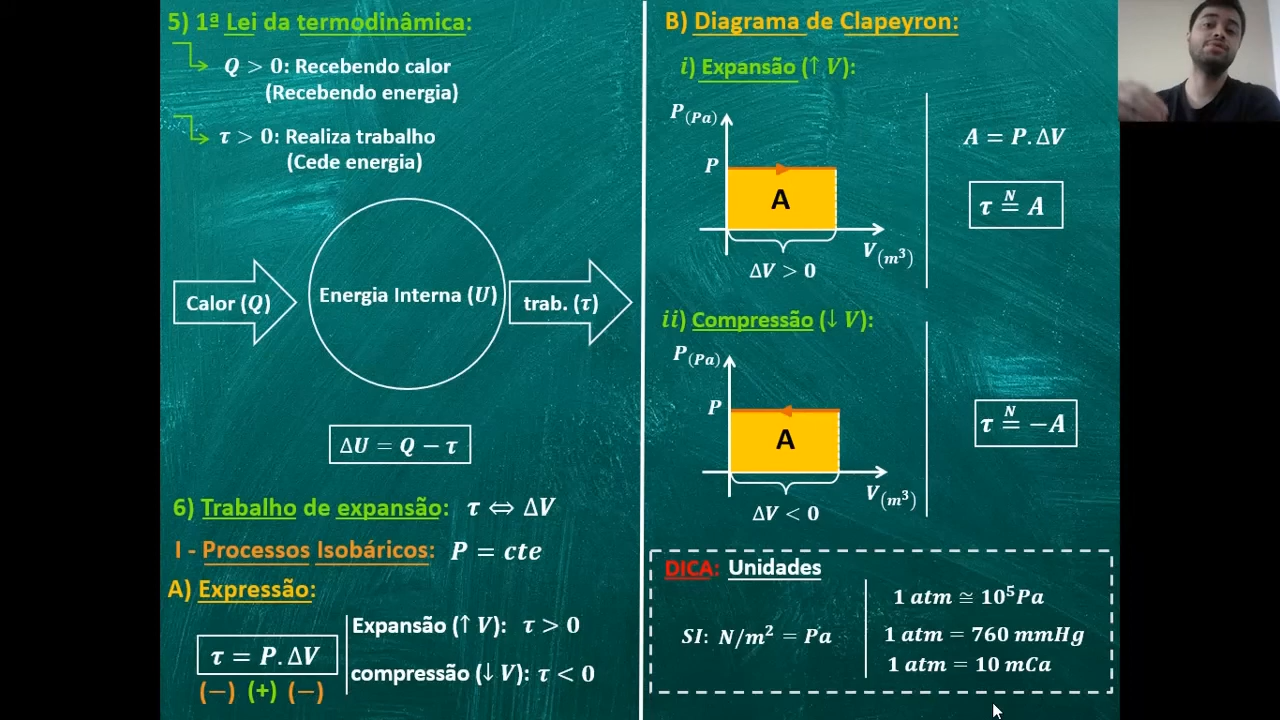 5) 1ª Lei da termodinâmica:
Q > 0: Recebendo calor
(Recebendo energia)
τ > 0: Realiza trabalho
(Cede energia)
Calor (Q)
Energia Interna (U)
trab. (τ)
ΔU = Q − τ
6) Trabalho de expansão: τ ⇔ ΔV
I - Processos Isobáricos: P = cte
A) Expressão:
τ = P.ΔV
(−) (+) (−)
Expansão (↑ V): τ > 0
compressão (↓ V): τ < 0
B) Diagrama de Clapeyron:
i) Expansão (↑ V):
P(Pa)
P
A
V(m³)
ΔV > 0
A = P.ΔV
τ N= A
ii) Compressão (↓ V):
P(Pa)
P
A
V(m³)
ΔV < 0
τ N= −A
DICA: Unidades
SI: N/m² = Pa
1 atm ≅ 10⁵Pa
1 atm = 760 mmHg
1 atm = 10 mCa